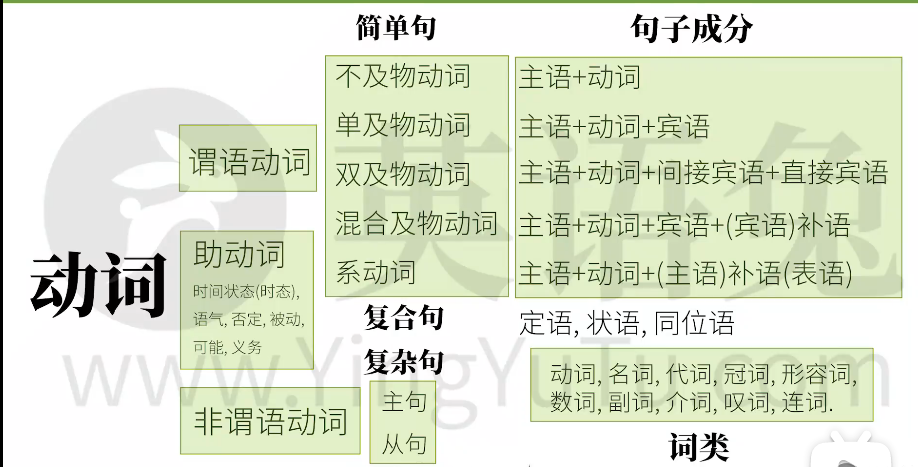 简单句
句子成分
不及物动词
主语+动词
单及物动词
主语+动词+宾语
谓语动词
双及物动词
主语+动词+间接宾语+直接宾语
混合及物动词
主语+动词+宾语+(宾语)补语
动词
助动词
时间状态(时态),
语气, 否定, 被动,
可能, 义务
系动词
主语+动词+(主语)补语(表语)
复合句
定语, 状语, 同位语
复杂句
动词, 名词, 代词, 冠词, 形容词,
数词, 副词, 介词, 叹词, 连词.
非谓语动词
主句
从句
词类
英语兔
www.YingYuTu.com